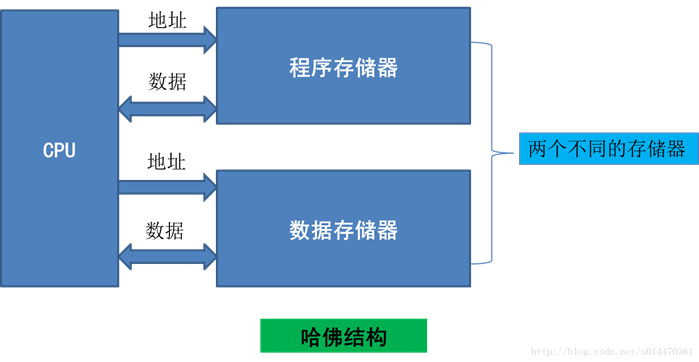 地址
程序存储器
数据
CPU
两个不同的存储器
地址
数据存储器
数据
哈佛结构
http://blog.csdn.net/u014470361